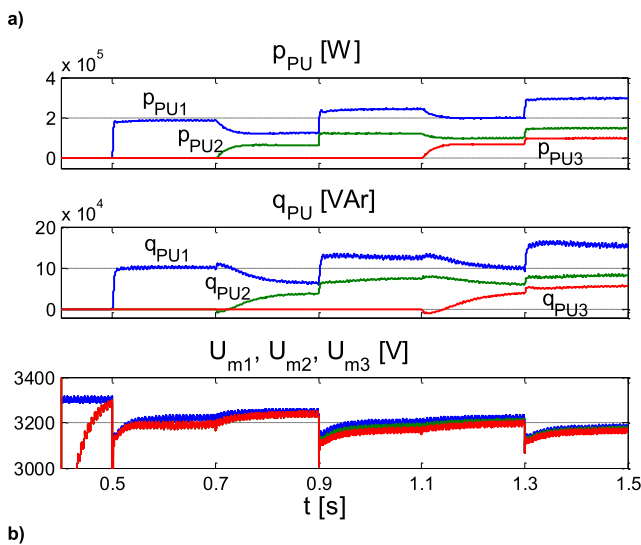 a)
p_PU [W]
x 10^5
4
2
0
p_PU1
p_PU2
p_PU3
q_PU [VAr]
x 10^4
20
10
0
q_PU1
q_PU2
q_PU3
U_m1, U_m2, U_m3 [V]
3400
3200
3000
0.5 0.7 0.9 1.1 1.3 1.5
t [s]
b)